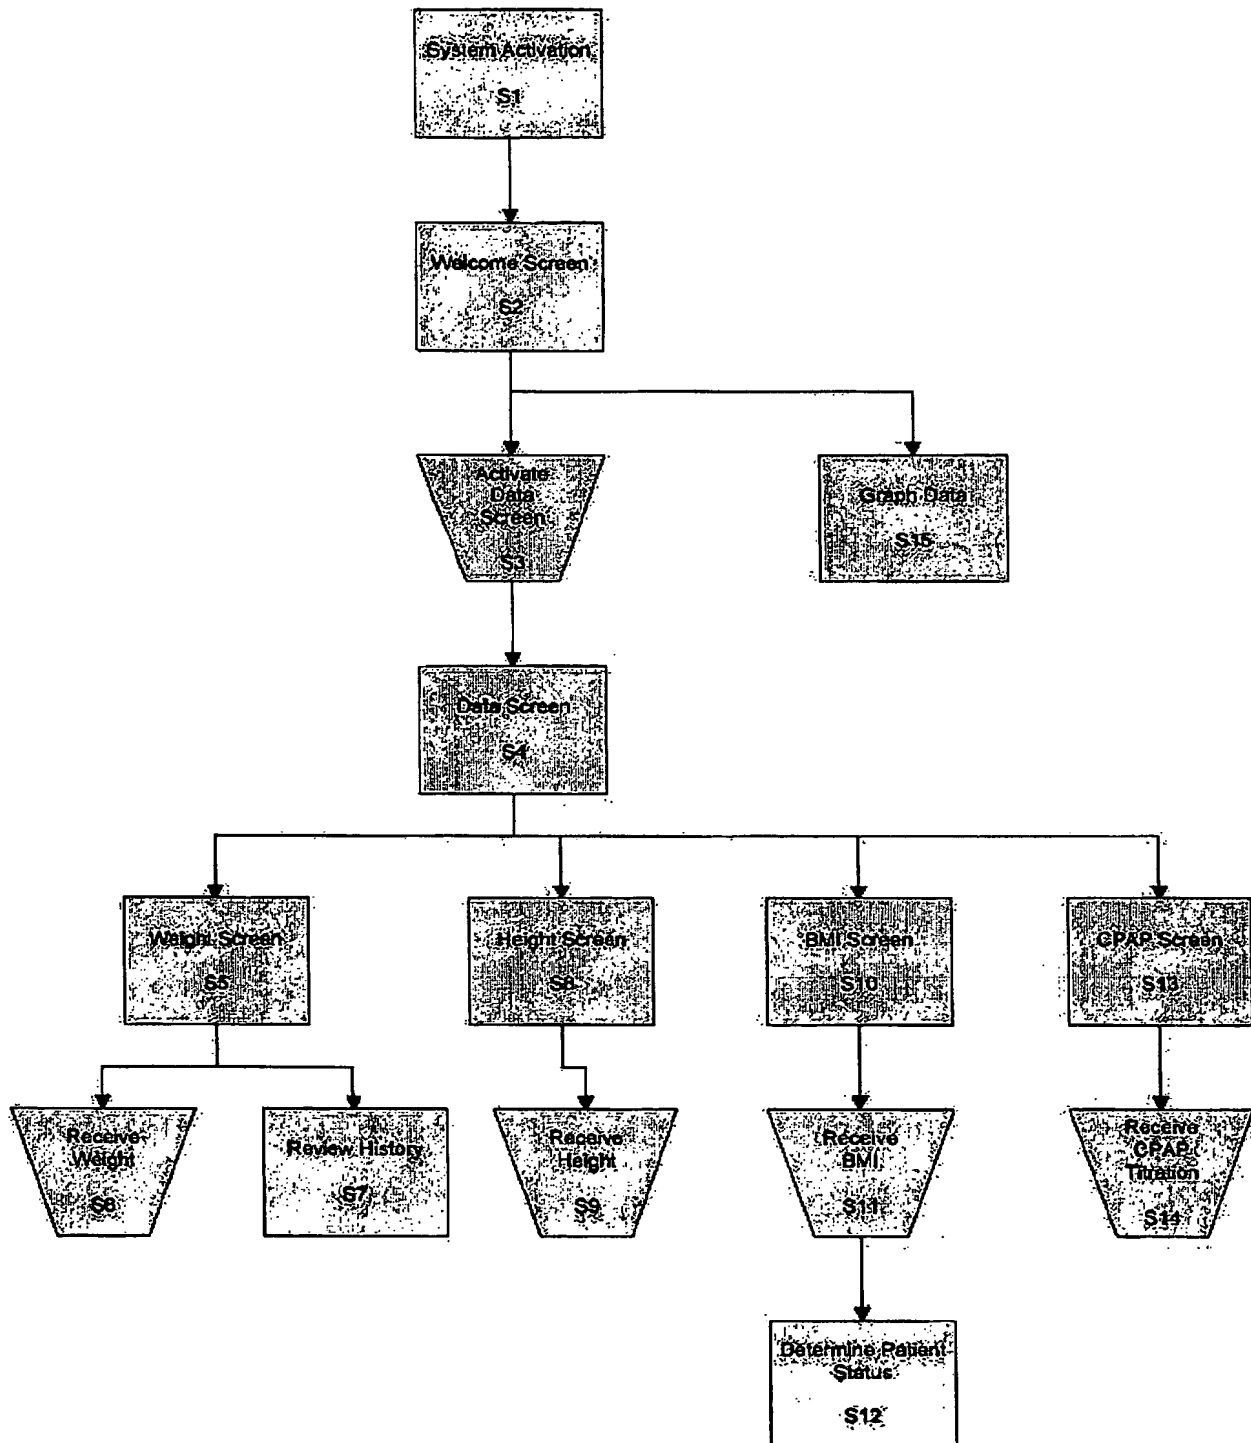 System Activation
S1
Welcome Screen
S2
Activate
Data
Screen
S3
Graph Data
S15
Data Screen
S4
Weight Screen
S5
Height Screen
S8
BMI Screen
S10
CPAP Screen
S13
Receive
Weight
S6
Review History
S7
Receive
Height
S9
Receive
BMI
S11
Receive
CPAP
Titration
S14
Determine Patient
Status
S12